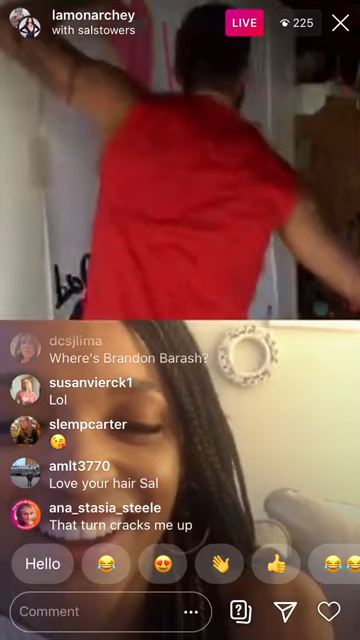 lamonarchey
with salstowers
LIVE
225
dcsjlima
Where's Brandon Barash?
susanvierck1
Lol
slempcarter
😘
amlt3770
Love your hair Sal
ana_stasia_steele
That turn cracks me up
Hello 😂 😍 👋 👍 😂😂
Comment